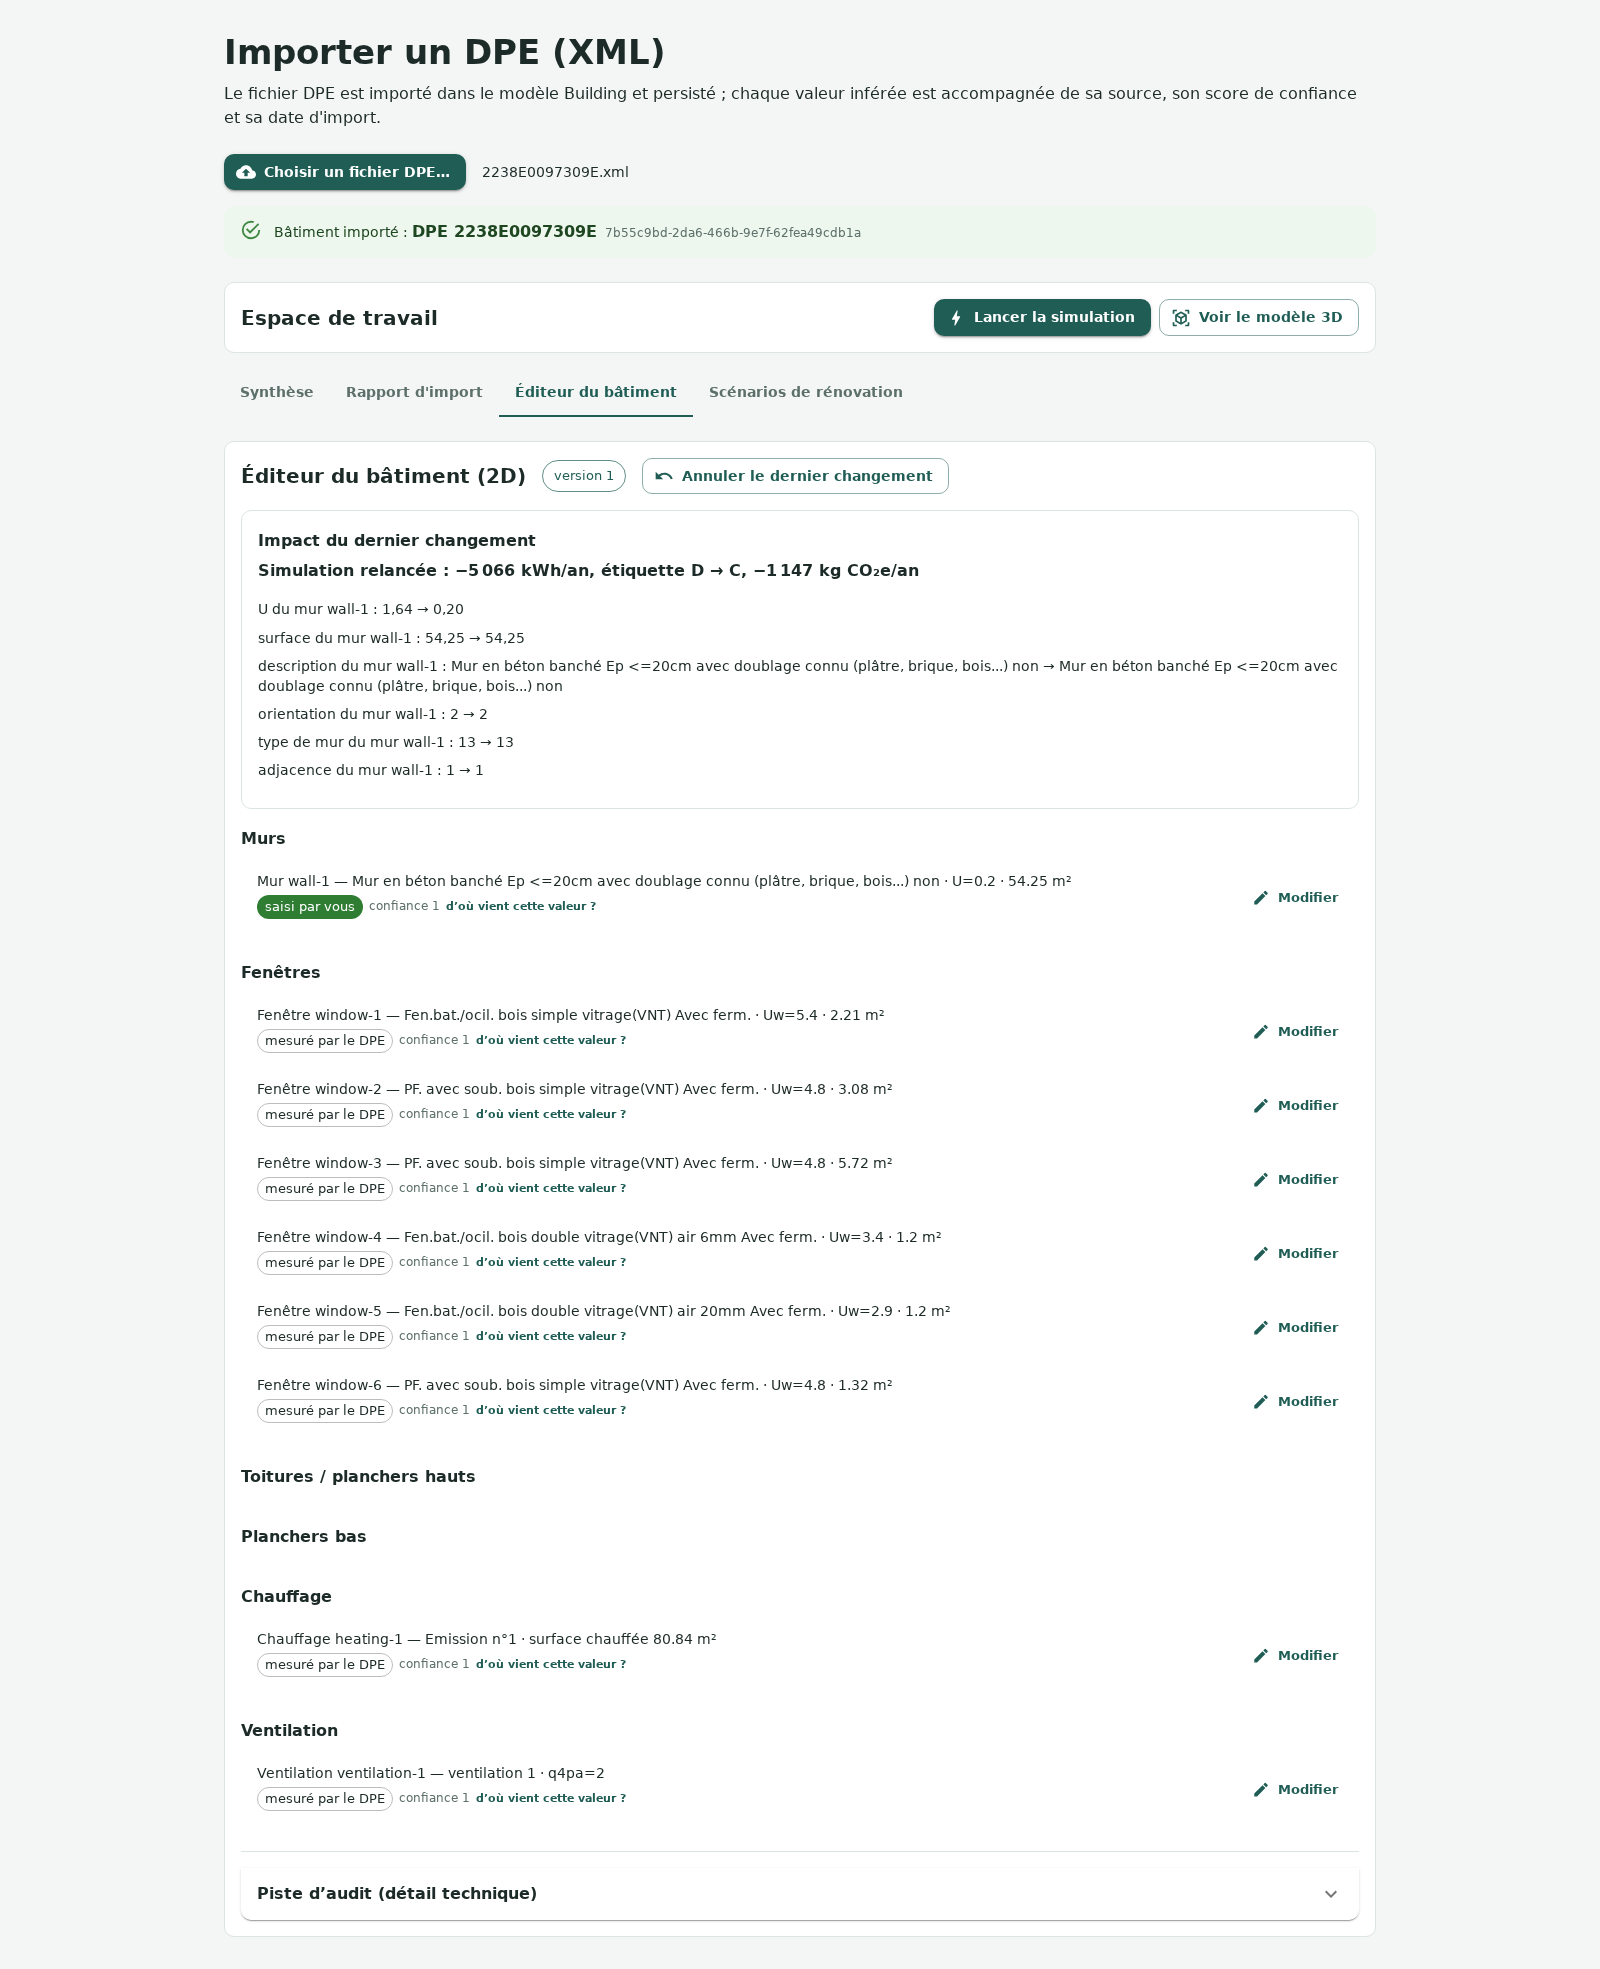 Importer un DPE (XML)
Le fichier DPE est importé dans le modèle Building et persisté ; chaque valeur inférée est accompagnée de sa source, son score de confiance
et sa date d'import.
Choisir un fichier DPE…
2238E0097309E.xml
Bâtiment importé : DPE 2238E0097309E 7b55c9bd-2da6-466b-9e7f-62fea49cdb1a
Espace de travail
Lancer la simulation
Voir le modèle 3D
Synthèse
Rapport d'import
Éditeur du bâtiment
Scénarios de rénovation
Éditeur du bâtiment (2D)
version 1
Annuler le dernier changement
Impact du dernier changement
Simulation relancée : −5 066 kWh/an, étiquette D → C, −1 147 kg CO₂e/an
U du mur wall-1 : 1,64 → 0,20
surface du mur wall-1 : 54,25 → 54,25
description du mur wall-1 : Mur en béton banché Ep <=20cm avec doublage connu (plâtre, brique, bois...) non → Mur en béton banché Ep <=20cm avec
doublage connu (plâtre, brique, bois...) non
orientation du mur wall-1 : 2 → 2
type de mur du mur wall-1 : 13 → 13
adjacence du mur wall-1 : 1 → 1
Murs
Mur wall-1 — Mur en béton banché Ep <=20cm avec doublage connu (plâtre, brique, bois...) non · U=0.2 · 54.25 m²
saisi par vous confiance 1 d’où vient cette valeur ?
Modifier
Fenêtres
Fenêtre window-1 — Fen.bat./ocil. bois simple vitrage(VNT) Avec ferm. · Uw=5.4 · 2.21 m²
mesuré par le DPE confiance 1 d’où vient cette valeur ?
Modifier
Fenêtre window-2 — PF. avec soub. bois simple vitrage(VNT) Avec ferm. · Uw=4.8 · 3.08 m²
mesuré par le DPE confiance 1 d’où vient cette valeur ?
Modifier
Fenêtre window-3 — PF. avec soub. bois simple vitrage(VNT) Avec ferm. · Uw=4.8 · 5.72 m²
mesuré par le DPE confiance 1 d’où vient cette valeur ?
Modifier
Fenêtre window-4 — Fen.bat./ocil. bois double vitrage(VNT) air 6mm Avec ferm. · Uw=3.4 · 1.2 m²
mesuré par le DPE confiance 1 d’où vient cette valeur ?
Modifier
Fenêtre window-5 — Fen.bat./ocil. bois double vitrage(VNT) air 20mm Avec ferm. · Uw=2.9 · 1.2 m²
mesuré par le DPE confiance 1 d’où vient cette valeur ?
Modifier
Fenêtre window-6 — PF. avec soub. bois simple vitrage(VNT) Avec ferm. · Uw=4.8 · 1.32 m²
mesuré par le DPE confiance 1 d’où vient cette valeur ?
Modifier
Toitures / planchers hauts
Planchers bas
Chauffage
Chauffage heating-1 — Emission n°1 · surface chauffée 80.84 m²
mesuré par le DPE confiance 1 d’où vient cette valeur ?
Modifier
Ventilation
Ventilation ventilation-1 — ventilation 1 · q4pa=2
mesuré par le DPE confiance 1 d’où vient cette valeur ?
Modifier
Piste d’audit (détail technique)